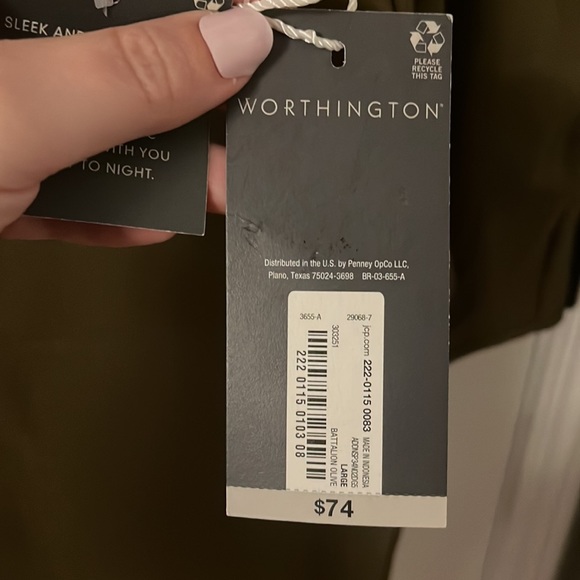 SLEEK AND
WITH YOU
TO NIGHT.
PLEASE
RECYCLE
THIS TAG
WORTHINGTON®
Distributed in the U.S. by Penney OpCo LLC,
Plano, Texas 75024-3698 BR-03-655-A
3655-A 29068-7
jcp.com 222-0115 0083
MADE IN INDONESIA
303251
BATTALION OLIVE
LARGE
222 0115 0103 08
$74